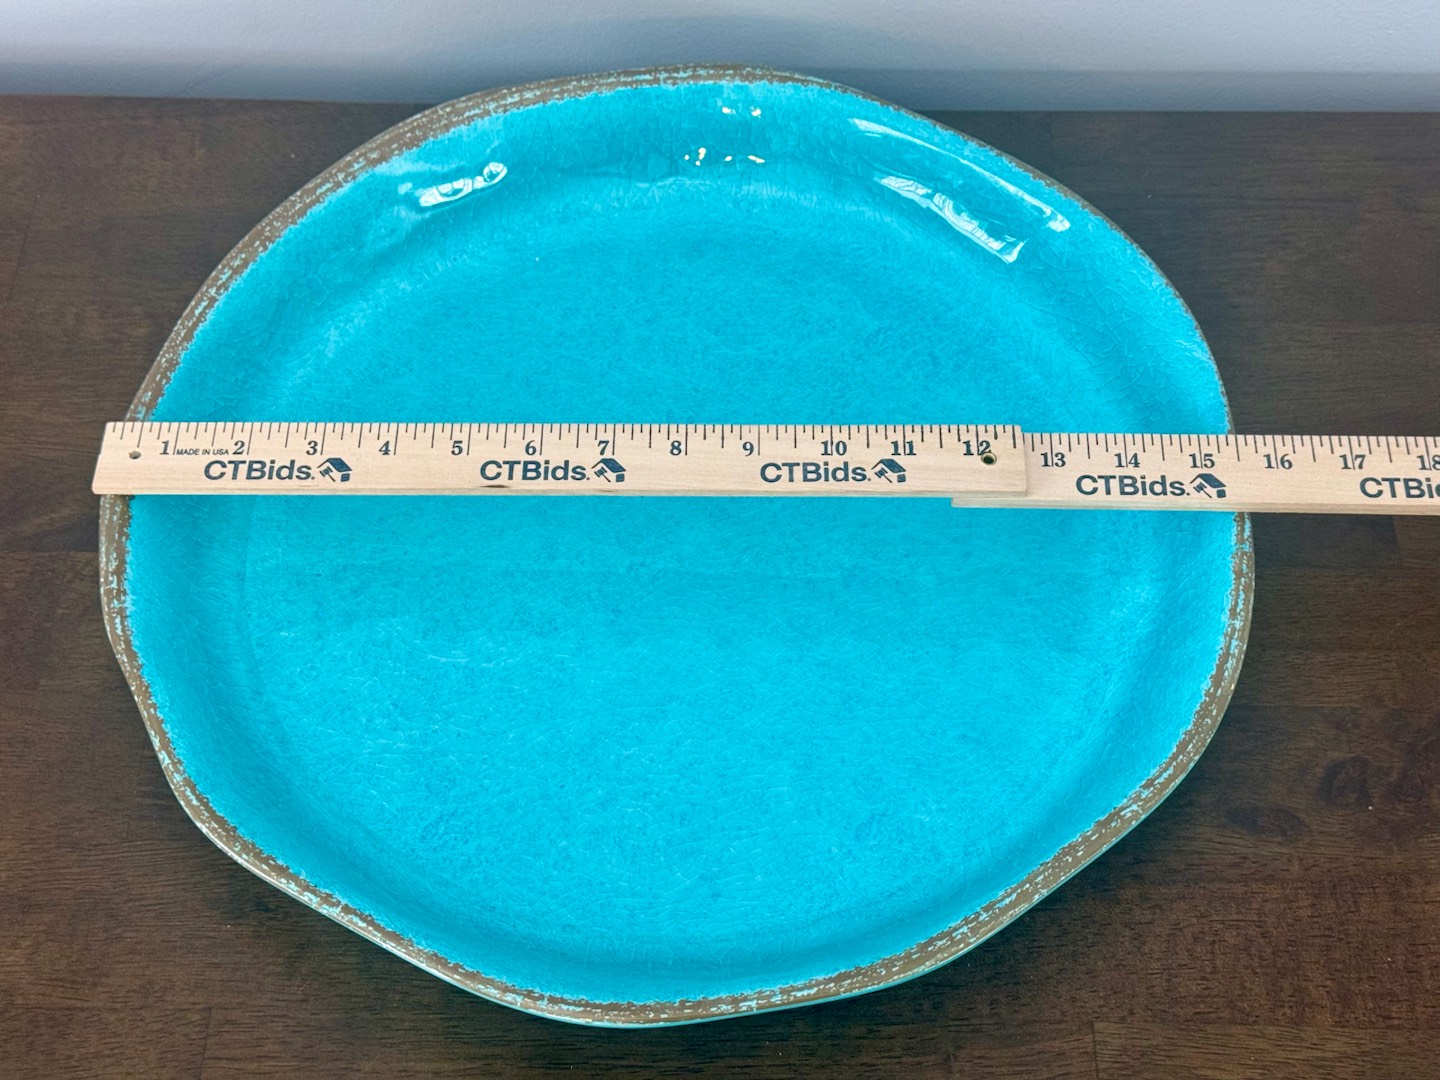 1 MADE IN USA 2 3 4 5 6 7 8 9 10 11 12
CTBids. CTBids. CTBids.
13 14 15 16 17 18
CTBids. CTBi